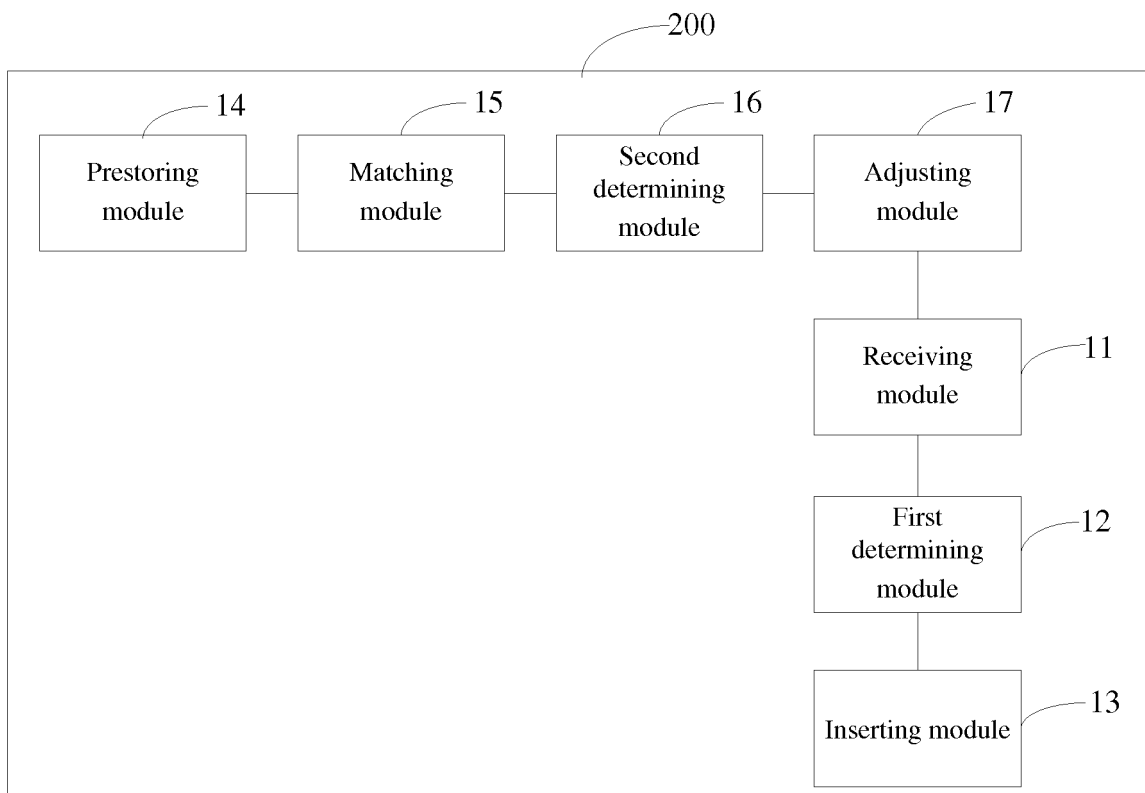 200
14
15
16
17
Prestoring
module
Matching
module
Second
determining
module
Adjusting
module
11
Receiving
module
12
First
determining
module
13
Inserting module